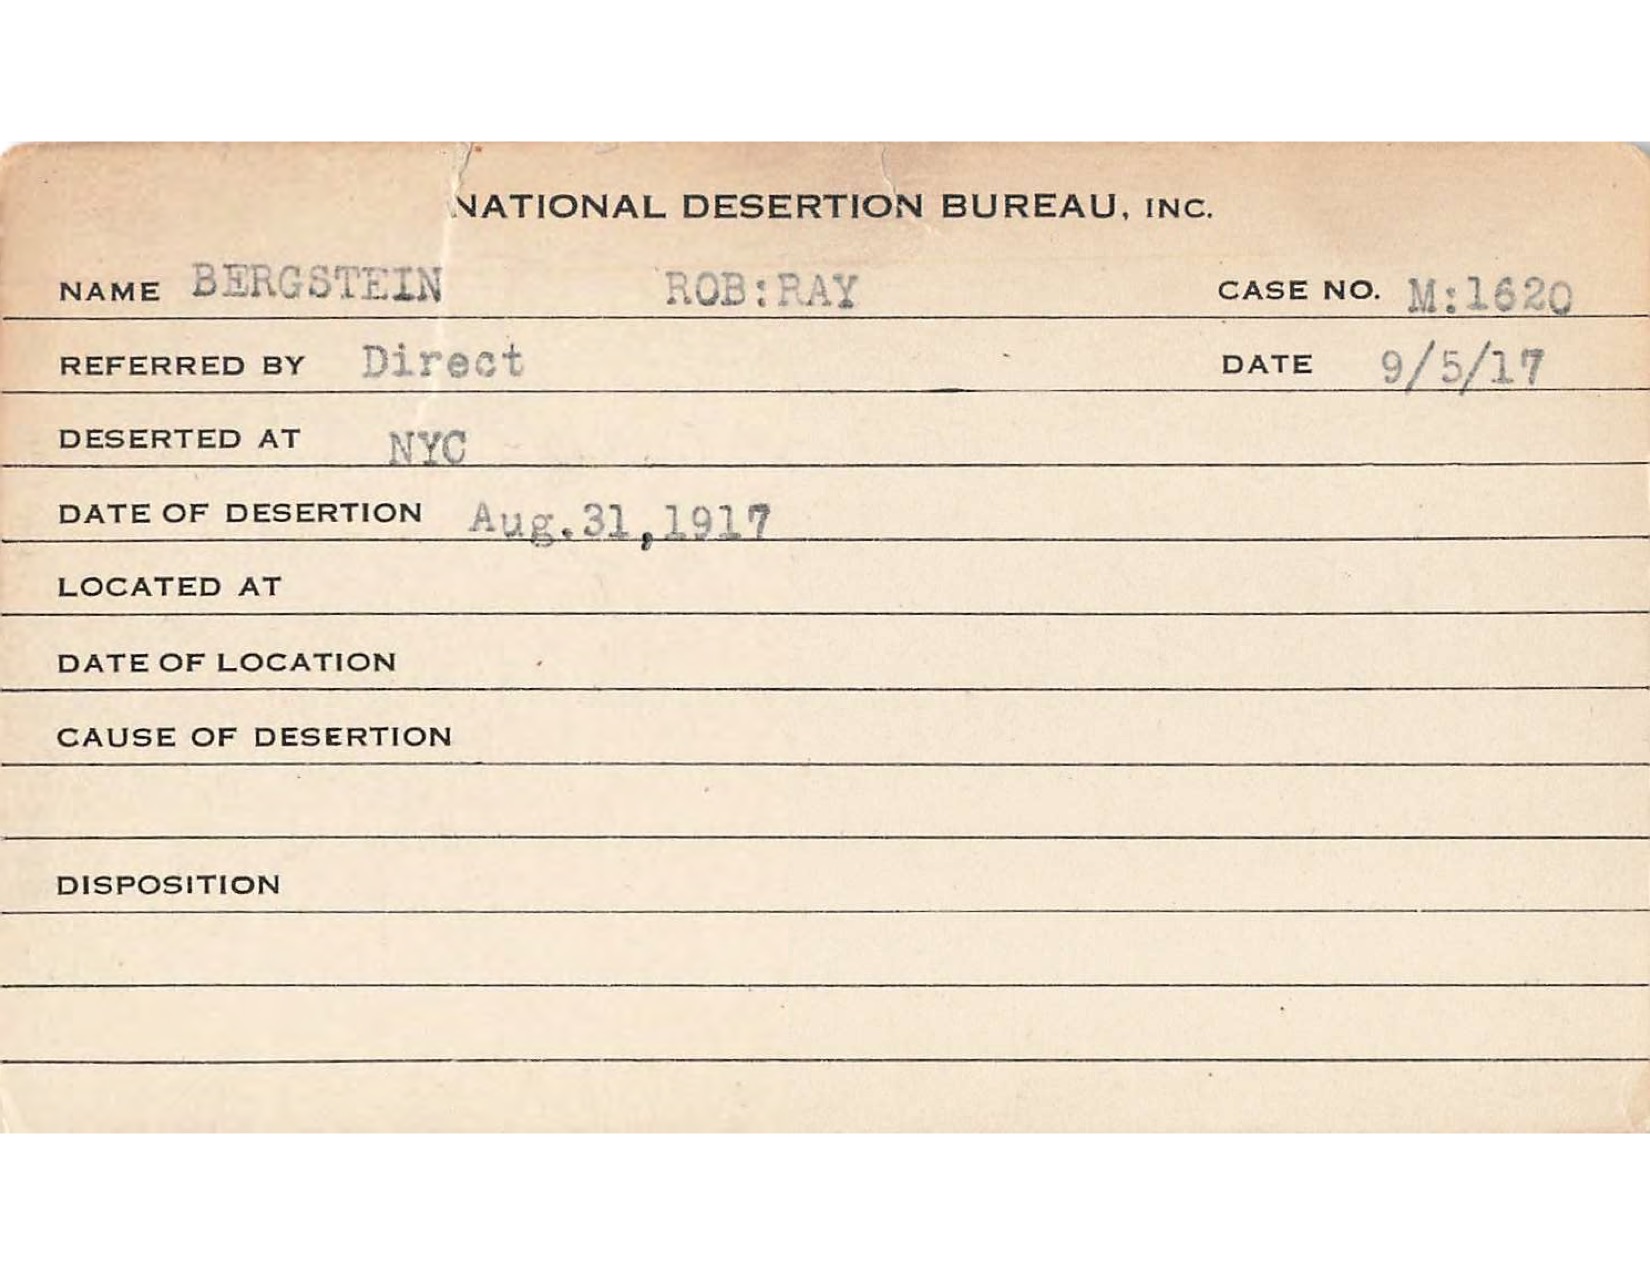 NATIONAL DESERTION BUREAU, INC.
NAME BERGSTEIN ROB:RAY CASE NO. M:1620
REFERRED BY Direct DATE 9/5/17
DESERTED AT NYC
DATE OF DESERTION Aug.31,1917
LOCATED AT
DATE OF LOCATION
CAUSE OF DESERTION
DISPOSITION